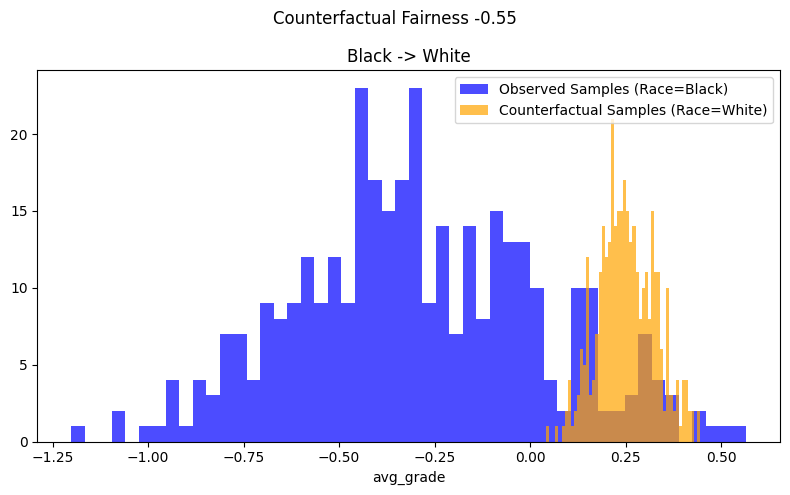 Counterfactual Fairness -0.55
Black -> White
Observed Samples (Race=Black)
Counterfactual Samples (Race=White)
20
15
10
5
0
−1.25 −1.00 −0.75 −0.50 −0.25 0.00 0.25 0.50
avg_grade